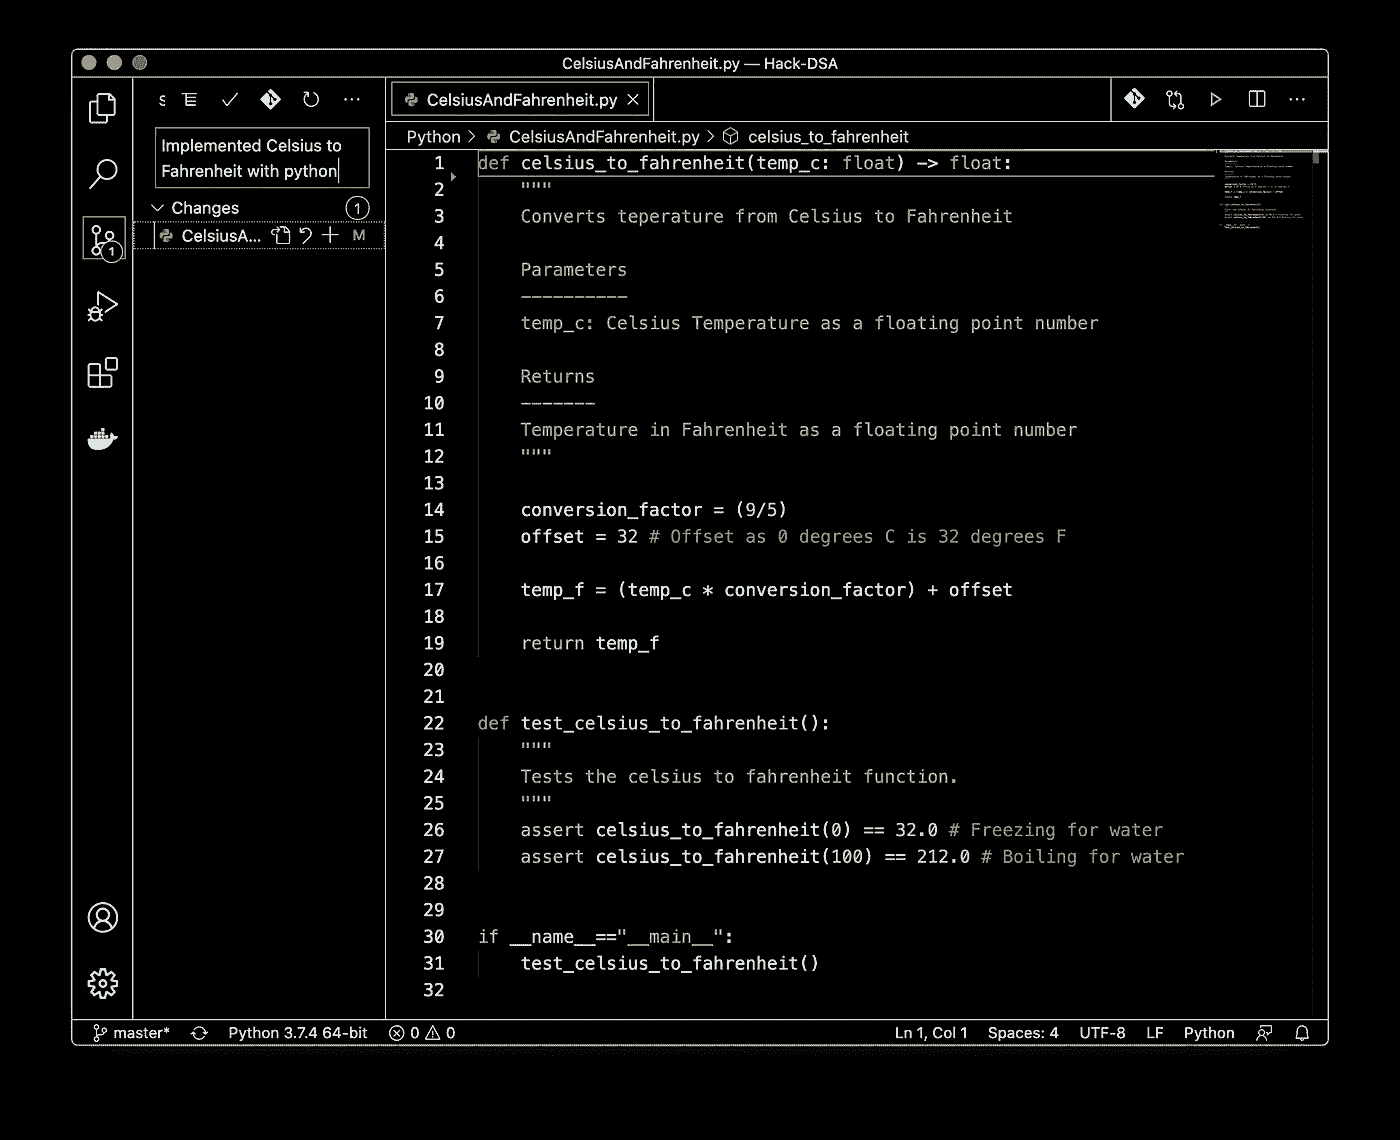 CelsiusAndFahrenheit.py — Hack-DSA
Implemented Celsius to
Fahrenheit with python
Changes 1
CelsiusA... M
1
CelsiusAndFahrenheit.py
Python > CelsiusAndFahrenheit.py > celsius_to_fahrenheit
1 def celsius_to_fahrenheit(temp_c: float) -> float:
2 """
3 Converts teperature from Celsius to Fahrenheit
4
5 Parameters
6 ----------
7 temp_c: Celsius Temperature as a floating point number
8
9 Returns
10 -------
11 Temperature in Fahrenheit as a floating point number
12 """
13
14 conversion_factor = (9/5)
15 offset = 32 # Offset as 0 degrees C is 32 degrees F
16
17 temp_f = (temp_c * conversion_factor) + offset
18
19 return temp_f
20
21
22 def test_celsius_to_fahrenheit():
23 """
24 Tests the celsius to fahrenheit function.
25 """
26 assert celsius_to_fahrenheit(0) == 32.0 # Freezing for water
27 assert celsius_to_fahrenheit(100) == 212.0 # Boiling for water
28
29
30 if __name__=="__main__":
31 test_celsius_to_fahrenheit()
32
master* Python 3.7.4 64-bit 0 0 Ln 1, Col 1 Spaces: 4 UTF-8 LF Python